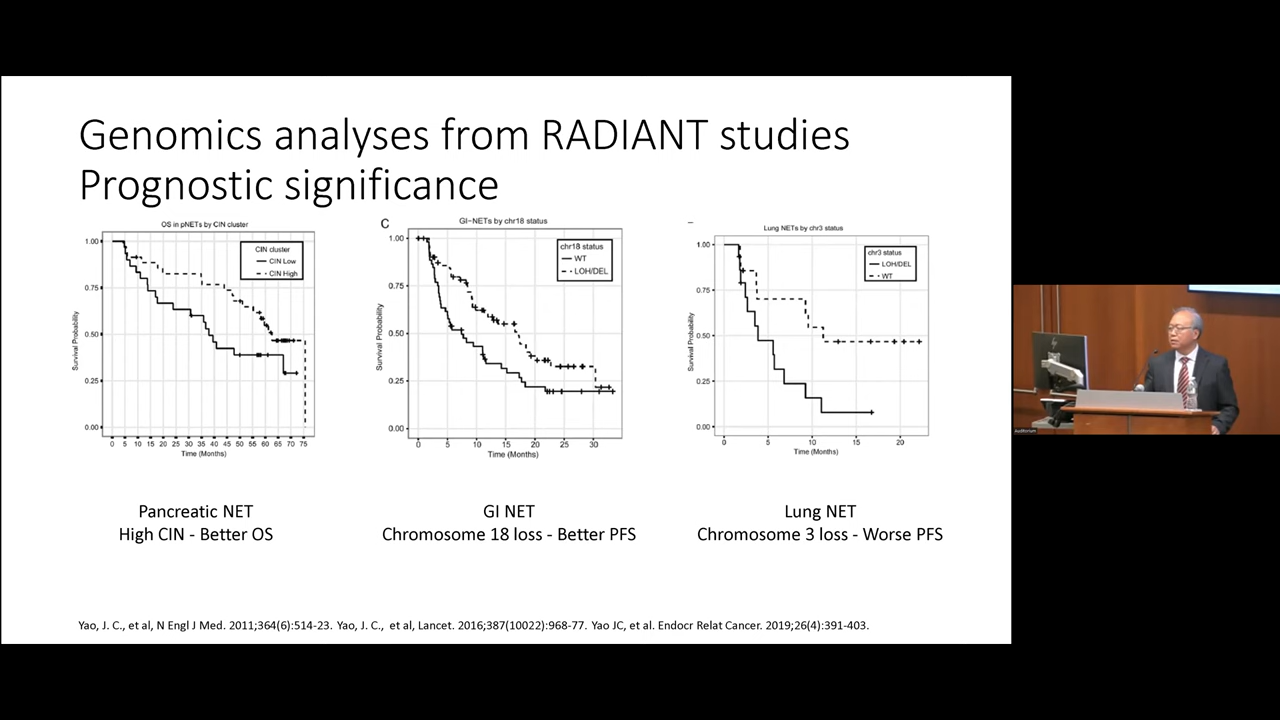 Genomics analyses from RADIANT studies
Prognostic significance
OS in pNETs by CIN cluster
CIN cluster
CIN Low
CIN High
1.00
0.75
0.50
0.25
0.00
Survival Probability
0 5 10 15 20 25 30 35 40 45 50 55 60 65 70 75
Time (Months)
C
GI-NETs by chr18 status
chr18 status
WT
LOH/DEL
1.00
0.75
0.50
0.25
0.00
Survival Probability
0 5 10 15 20 25 30
Time (Months)
Lung NETs by chr3 status
chr3 status
LOH/DEL
WT
1.00
0.75
0.50
0.25
0.00
Survival Probability
0 5 10 15 20
Time (Months)
Pancreatic NET
High CIN - Better OS
GI NET
Chromosome 18 loss - Better PFS
Lung NET
Chromosome 3 loss - Worse PFS
Yao, J. C., et al, N Engl J Med. 2011;364(6):514-23. Yao, J. C., et al, Lancet. 2016;387(10022):968-77. Yao JC, et al. Endocr Relat Cancer. 2019;26(4):391-403.
Auditorium